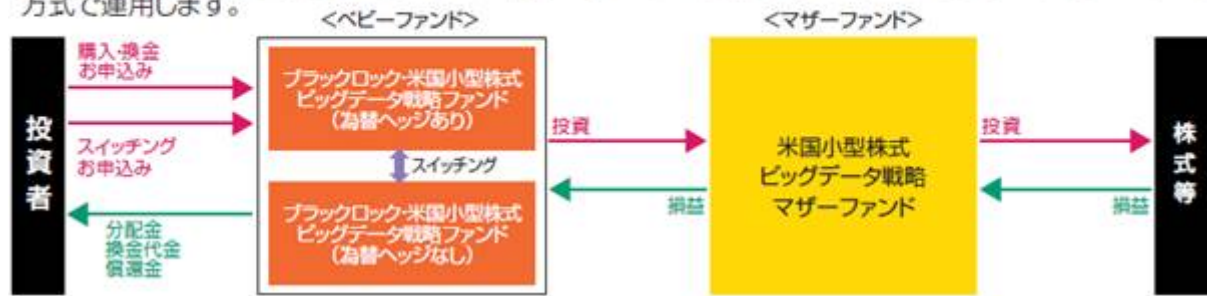 方式で運用します。
<ベビーファンド>
<マザーファンド>
投資者
購入・換金
お申込み
スイッチング
お申込み
分配金
換金代金
償還金
ブラックロック・米国小型株式
ビッグデータ戦略ファンド
(為替ヘッジあり)
スイッチング
ブラックロック・米国小型株式
ビッグデータ戦略ファンド
(為替ヘッジなし)
投資
損益
米国小型株式
ビッグデータ戦略
マザーファンド
投資
損益
株式等